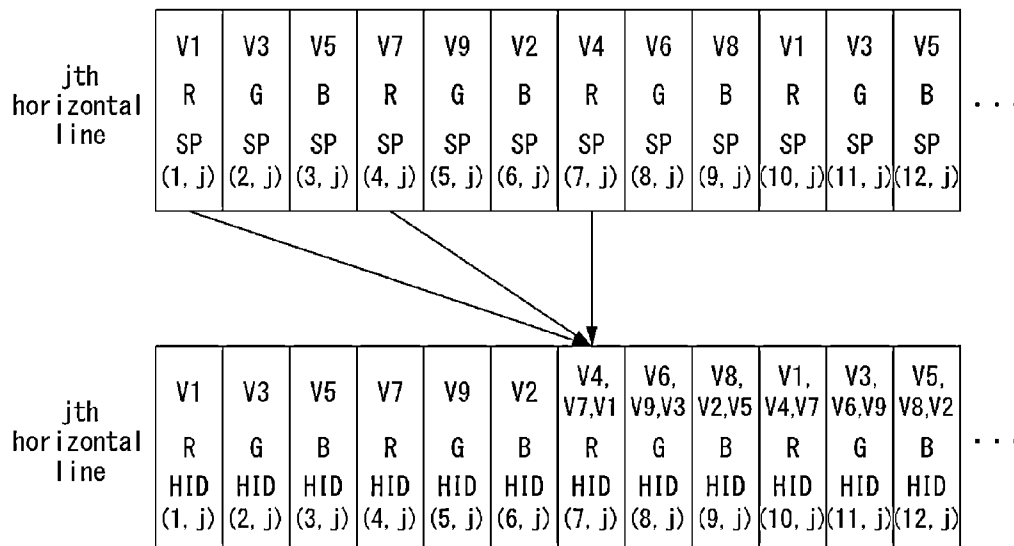 V1 V3 V5 V7 V9 V2 V4 V6 V8 V1 V3 V5
jth
horizontal
line
R G B R G B R G B R G B ...
SP SP SP SP SP SP SP SP SP SP SP SP
(1, j) (2, j) (3, j) (4, j) (5, j) (6, j) (7, j) (8, j) (9, j) (10, j) (11, j) (12, j)
V1 V3 V5 V7 V9 V2 V4, V6, V8, V1, V3, V5,
V7,V1 V9,V3 V2,V5 V4,V7 V6,V9 V8,V2
jth
horizontal
line
R G B R G B R G B R G B ...
HID HID HID HID HID HID HID HID HID HID HID HID
(1, j) (2, j) (3, j) (4, j) (5, j) (6, j) (7, j) (8, j) (9, j) (10, j) (11, j) (12, j)